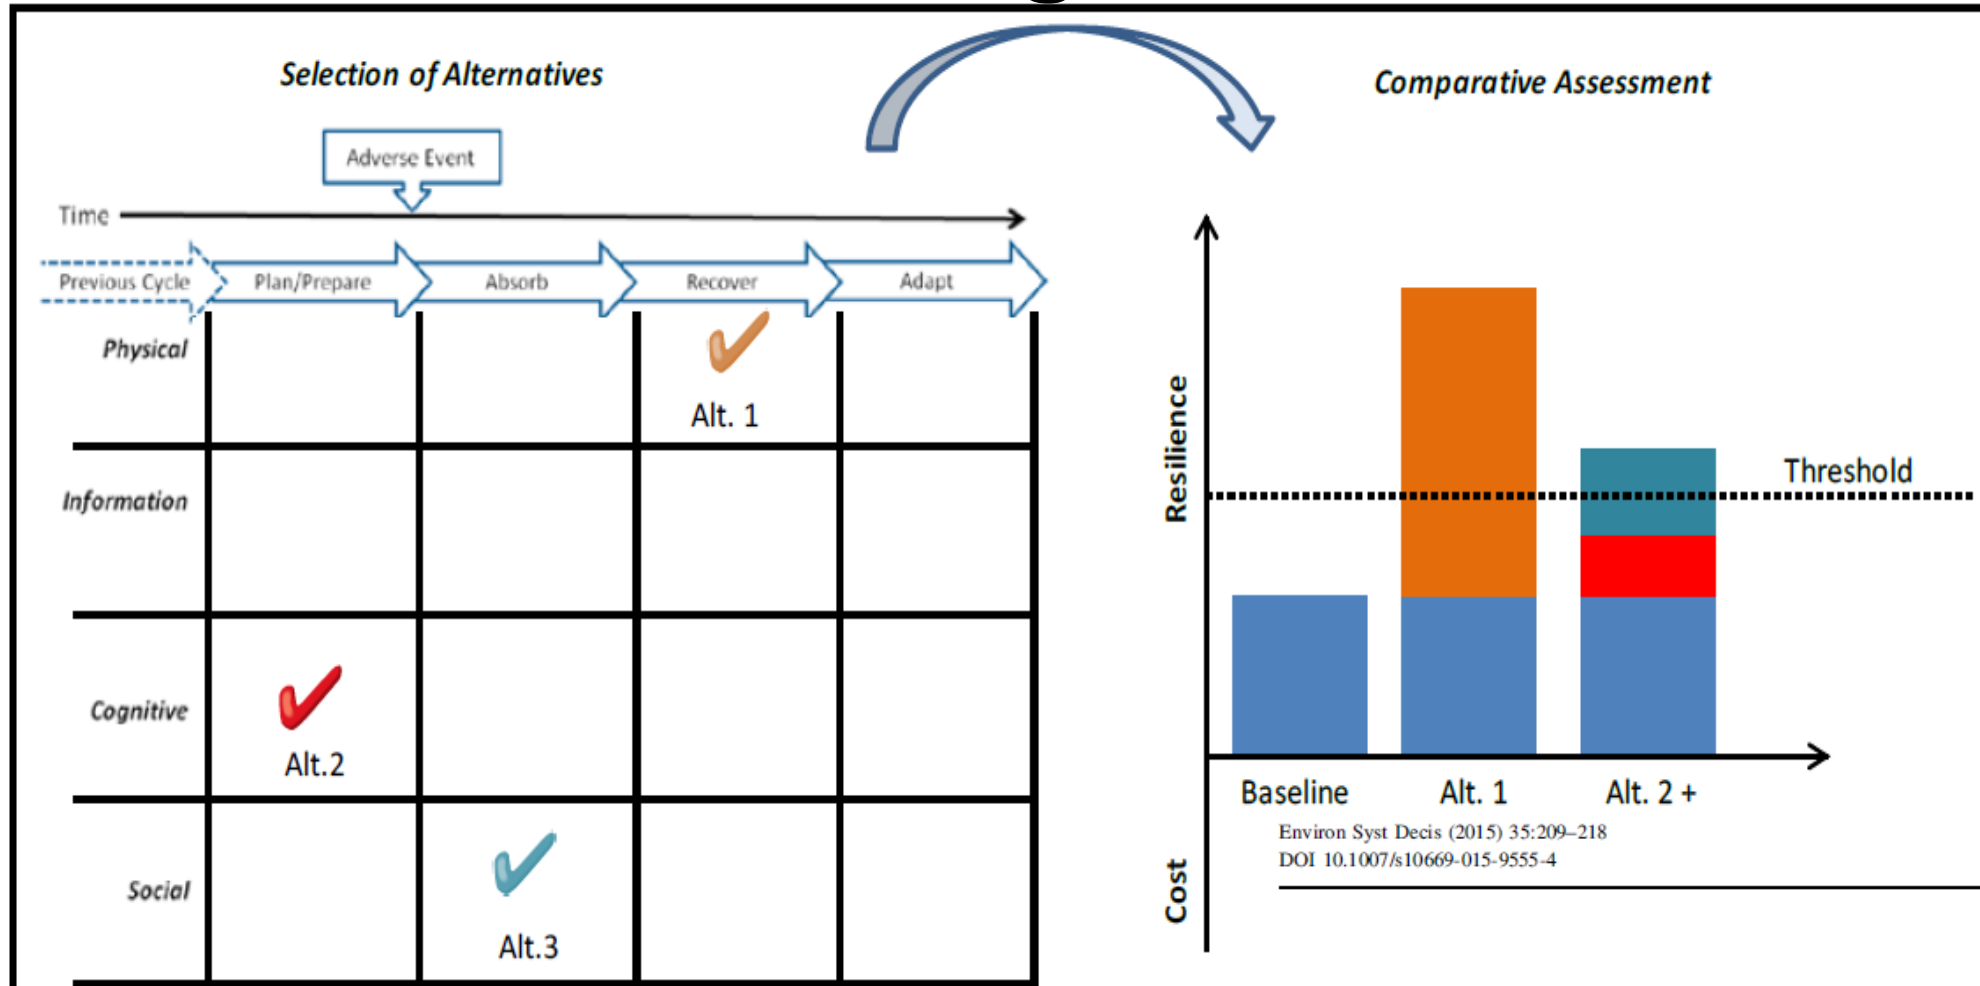 Selection of Alternatives
Adverse Event
Time
Previous Cycle
Plan/Prepare
Absorb
Recover
Adapt
Physical
Alt. 1
Information
Cognitive
Alt.2
Social
Alt.3
Comparative Assessment
Resilience
Threshold
Baseline
Alt. 1
Alt. 2 +
Environ Syst Decis (2015) 35:209–218
DOI 10.1007/s10669-015-9555-4
Cost